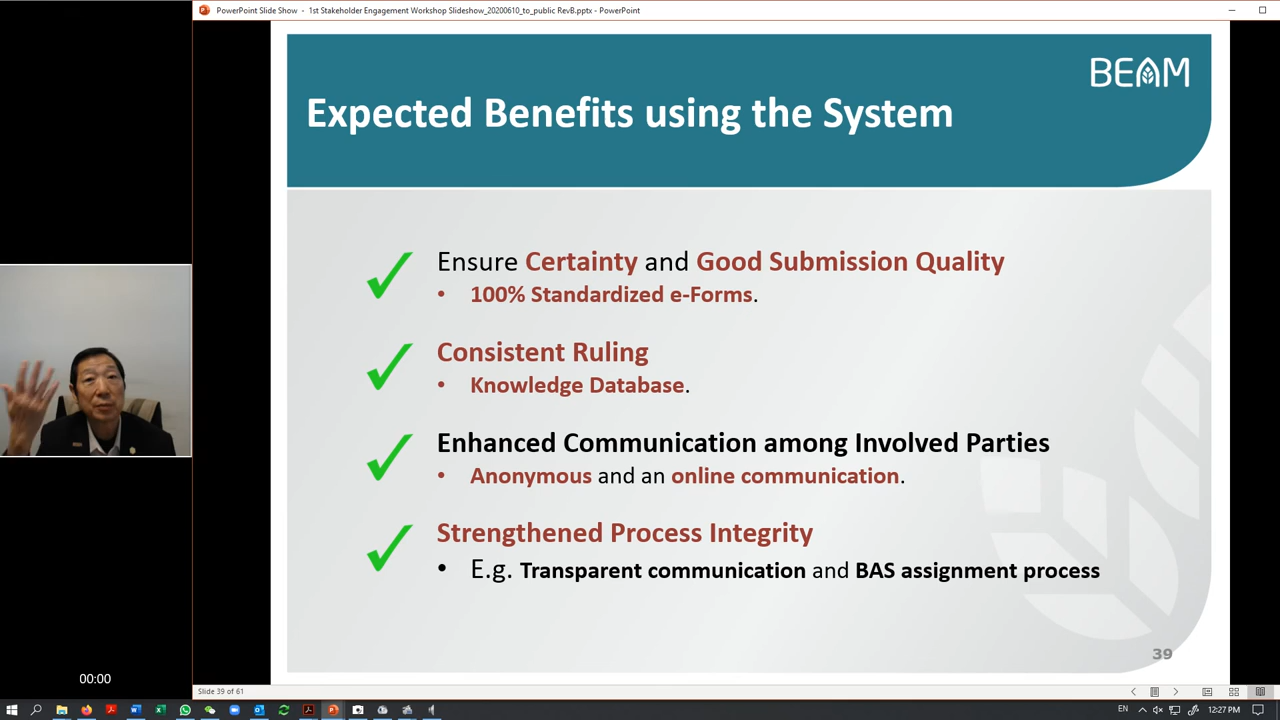 PowerPoint Slide Show - 1st Stakeholder Engagement Workshop Slideshow_20200610_to_public RevB.pptx - PowerPoint
BEAM
Expected Benefits using the System
Ensure Certainty and Good Submission Quality
• 100% Standardized e-Forms.
Consistent Ruling
• Knowledge Database.
Enhanced Communication among Involved Parties
• Anonymous and an online communication.
Strengthened Process Integrity
• E.g. Transparent communication and BAS assignment process
39
00:00
Slide 39 of 61
EN
12:27 PM